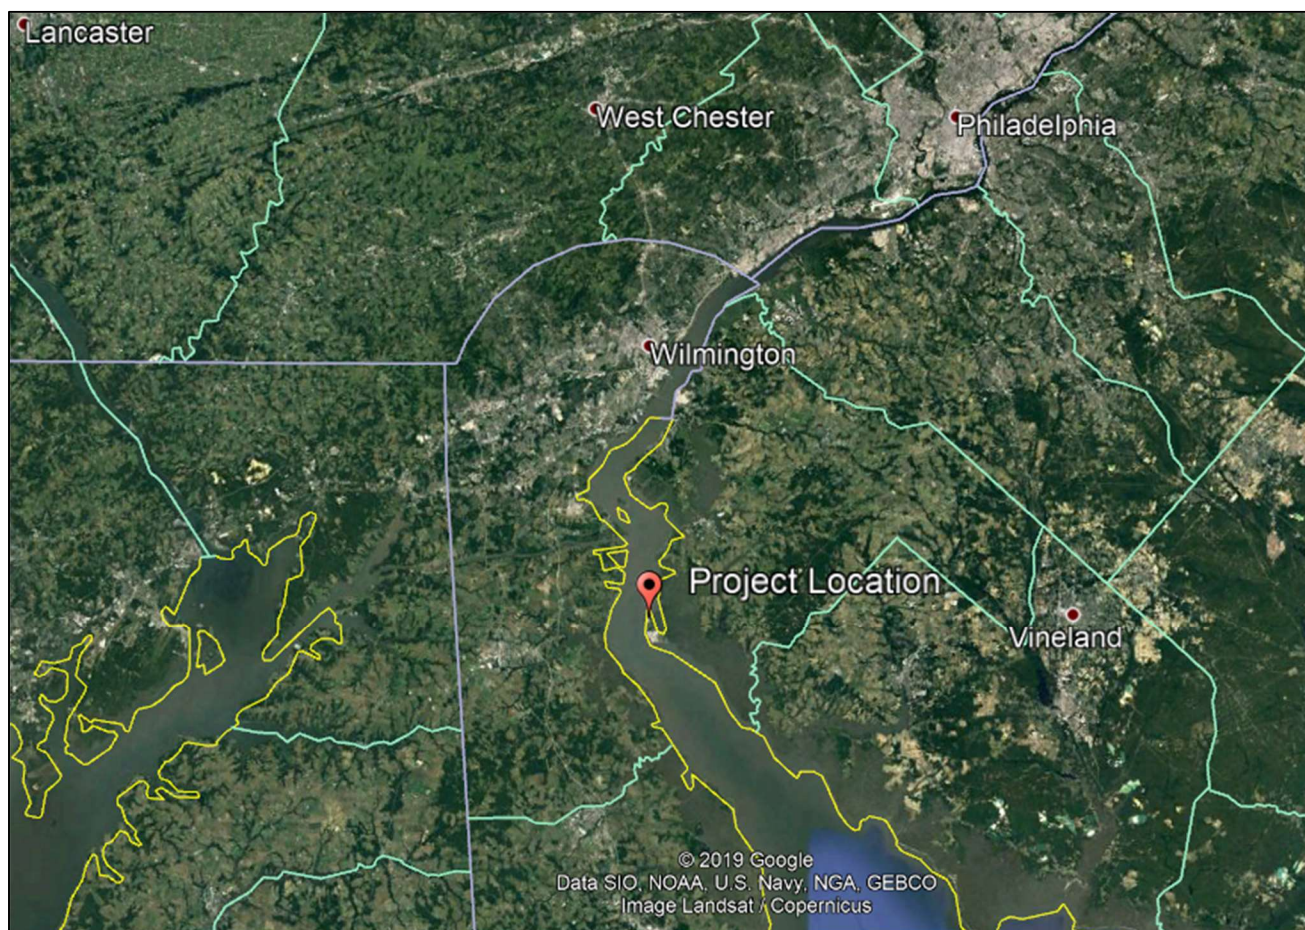 Lancaster
West Chester
Philadelphia
Wilmington
Project Location
Vineland
© 2019 Google
Data SIO, NOAA, U.S. Navy, NGA, GEBCO
Image Landsat / Copernicus